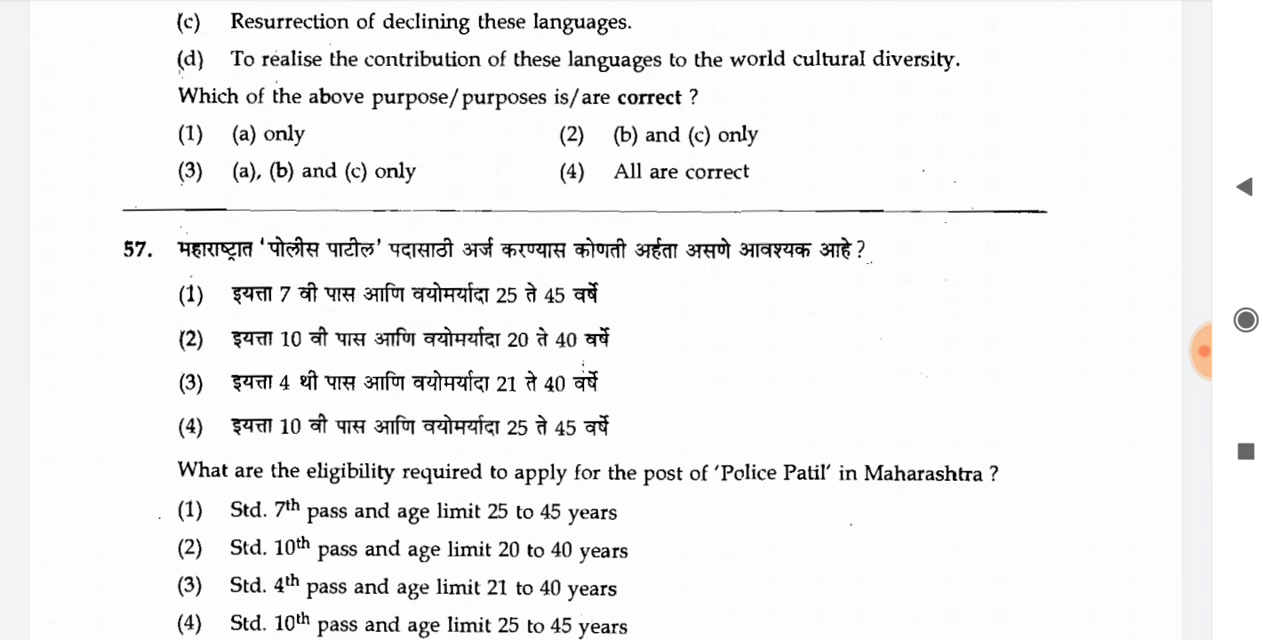 (c) Resurrection of declining these languages.
(d) To realise the contribution of these languages to the world cultural diversity.
Which of the above purpose/purposes is/are correct ?
(1) (a) only (2) (b) and (c) only
(3) (a), (b) and (c) only (4) All are correct
57. महाराष्ट्रात 'पोलीस पाटील' पदासाठी अर्ज करण्यास कोणती अर्हता असणे आवश्यक आहे ?
(1) इयत्ता 7 वी पास आणि वयोमर्यादा 25 ते 45 वर्षे
(2) इयत्ता 10 वी पास आणि वयोमर्यादा 20 ते 40 वर्षे
(3) इयत्ता 4 थी पास आणि वयोमर्यादा 21 ते 40 वर्षे
(4) इयत्ता 10 वी पास आणि वयोमर्यादा 25 ते 45 वर्षे
What are the eligibility required to apply for the post of 'Police Patil' in Maharashtra ?
(1) Std. 7th pass and age limit 25 to 45 years
(2) Std. 10th pass and age limit 20 to 40 years
(3) Std. 4th pass and age limit 21 to 40 years
(4) Std. 10th pass and age limit 25 to 45 years